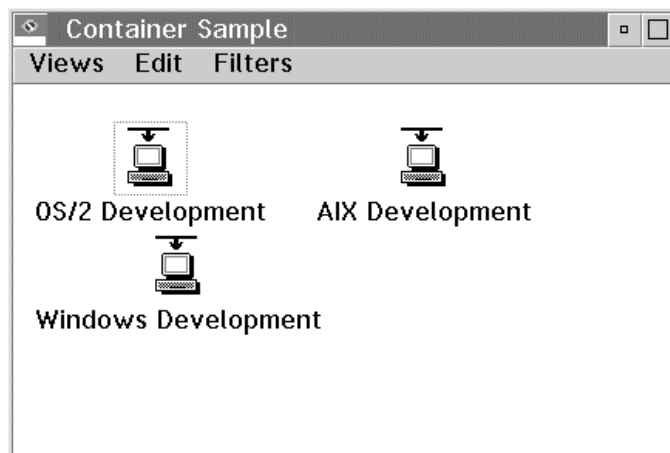 Container Sample
Views Edit Filters
OS/2 Development AIX Development
Windows Development